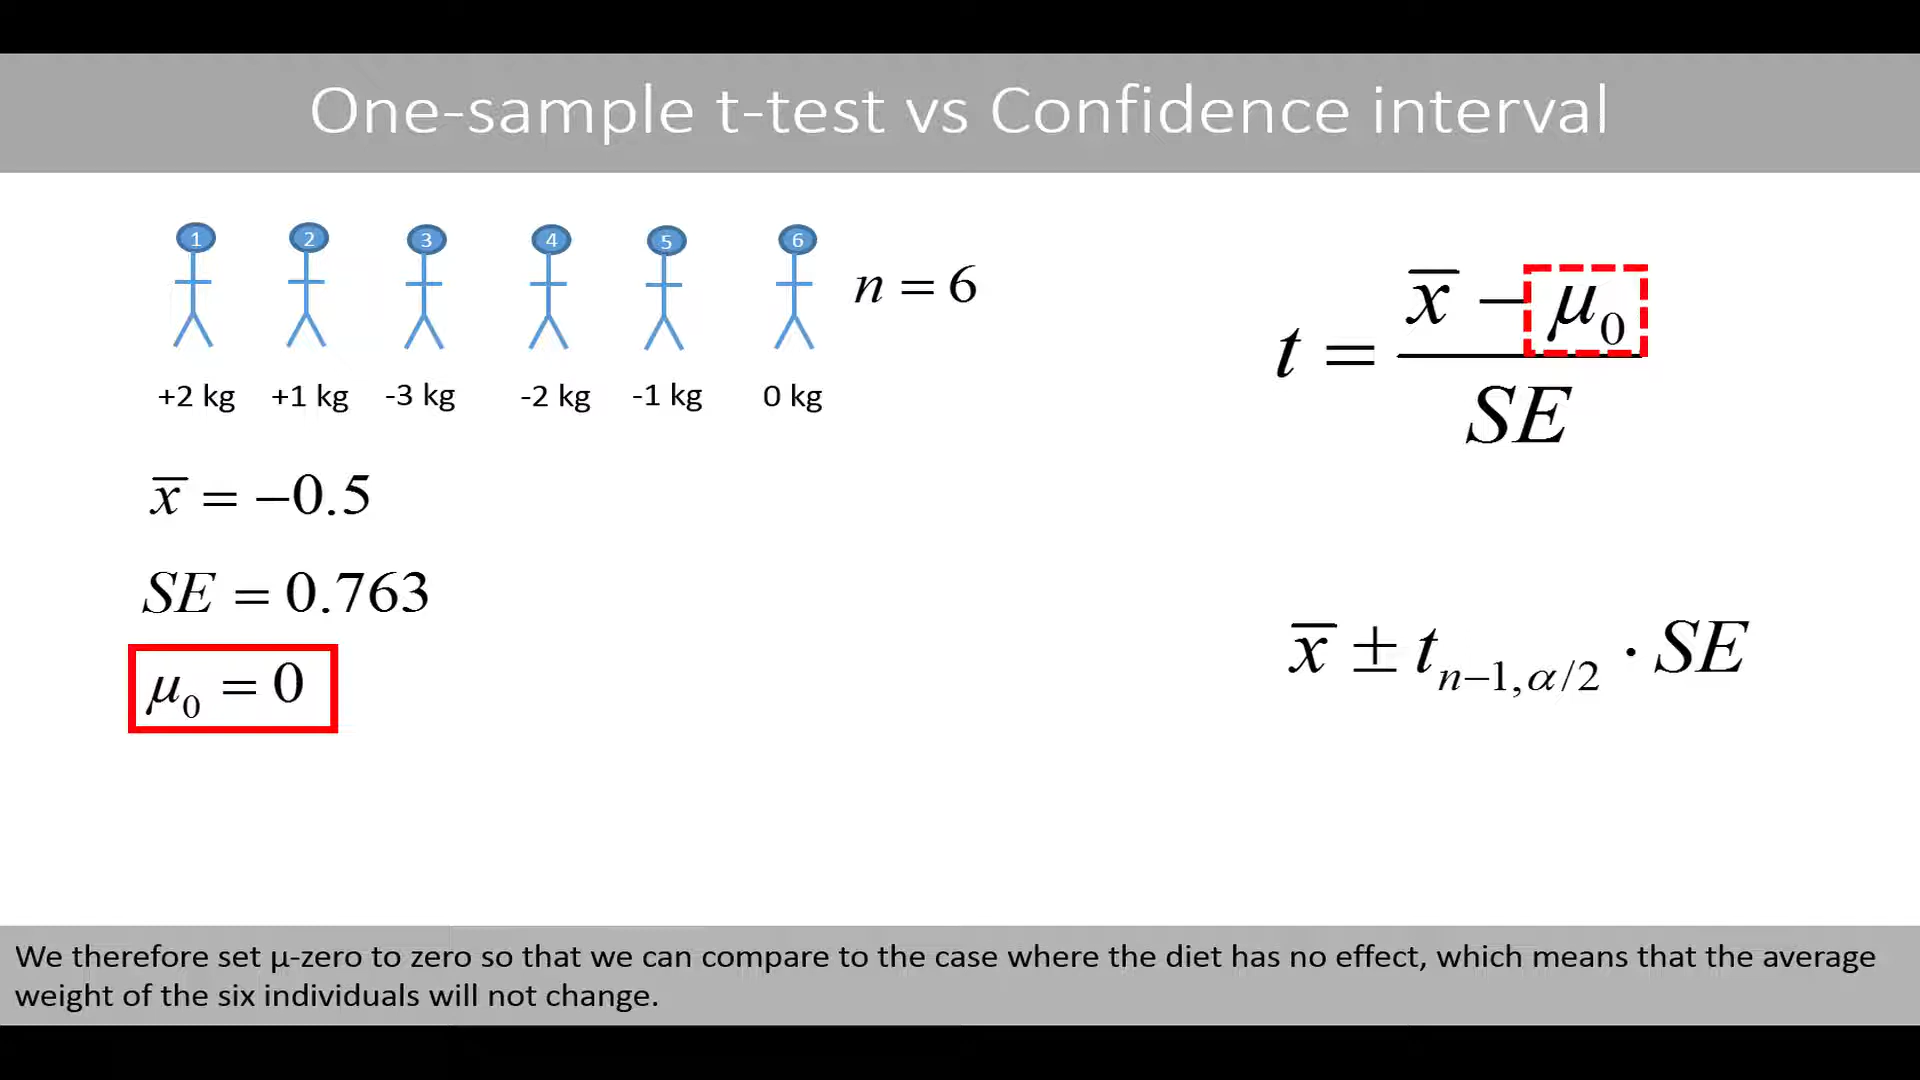 One-sample t-test vs Confidence interval
1 2 3 4 5 6
n = 6
+2 kg +1 kg -3 kg -2 kg -1 kg 0 kg
t = (x̄ − μ₀) / SE
x̄ = −0.5
SE = 0.763
x̄ ± t n−1, α/2 · SE
μ₀ = 0
We therefore set μ-zero to zero so that we can compare to the case where the diet has no effect, which means that the average
weight of the six individuals will not change.